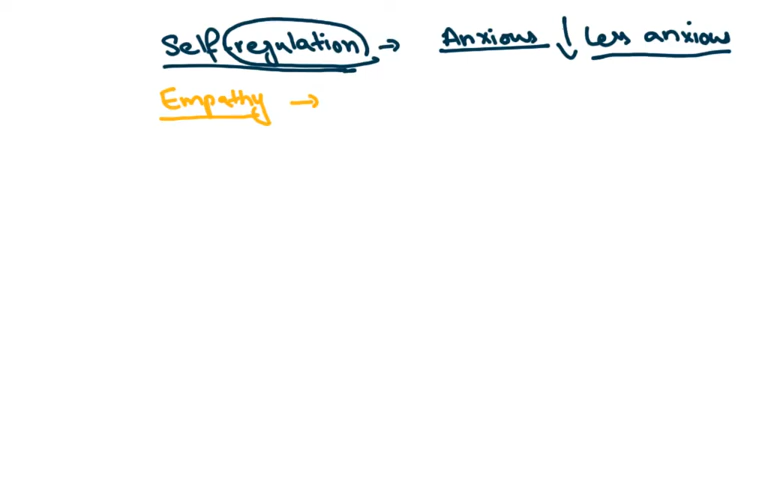 Self regulation → Anxious ↓ Less anxious
Empathy →